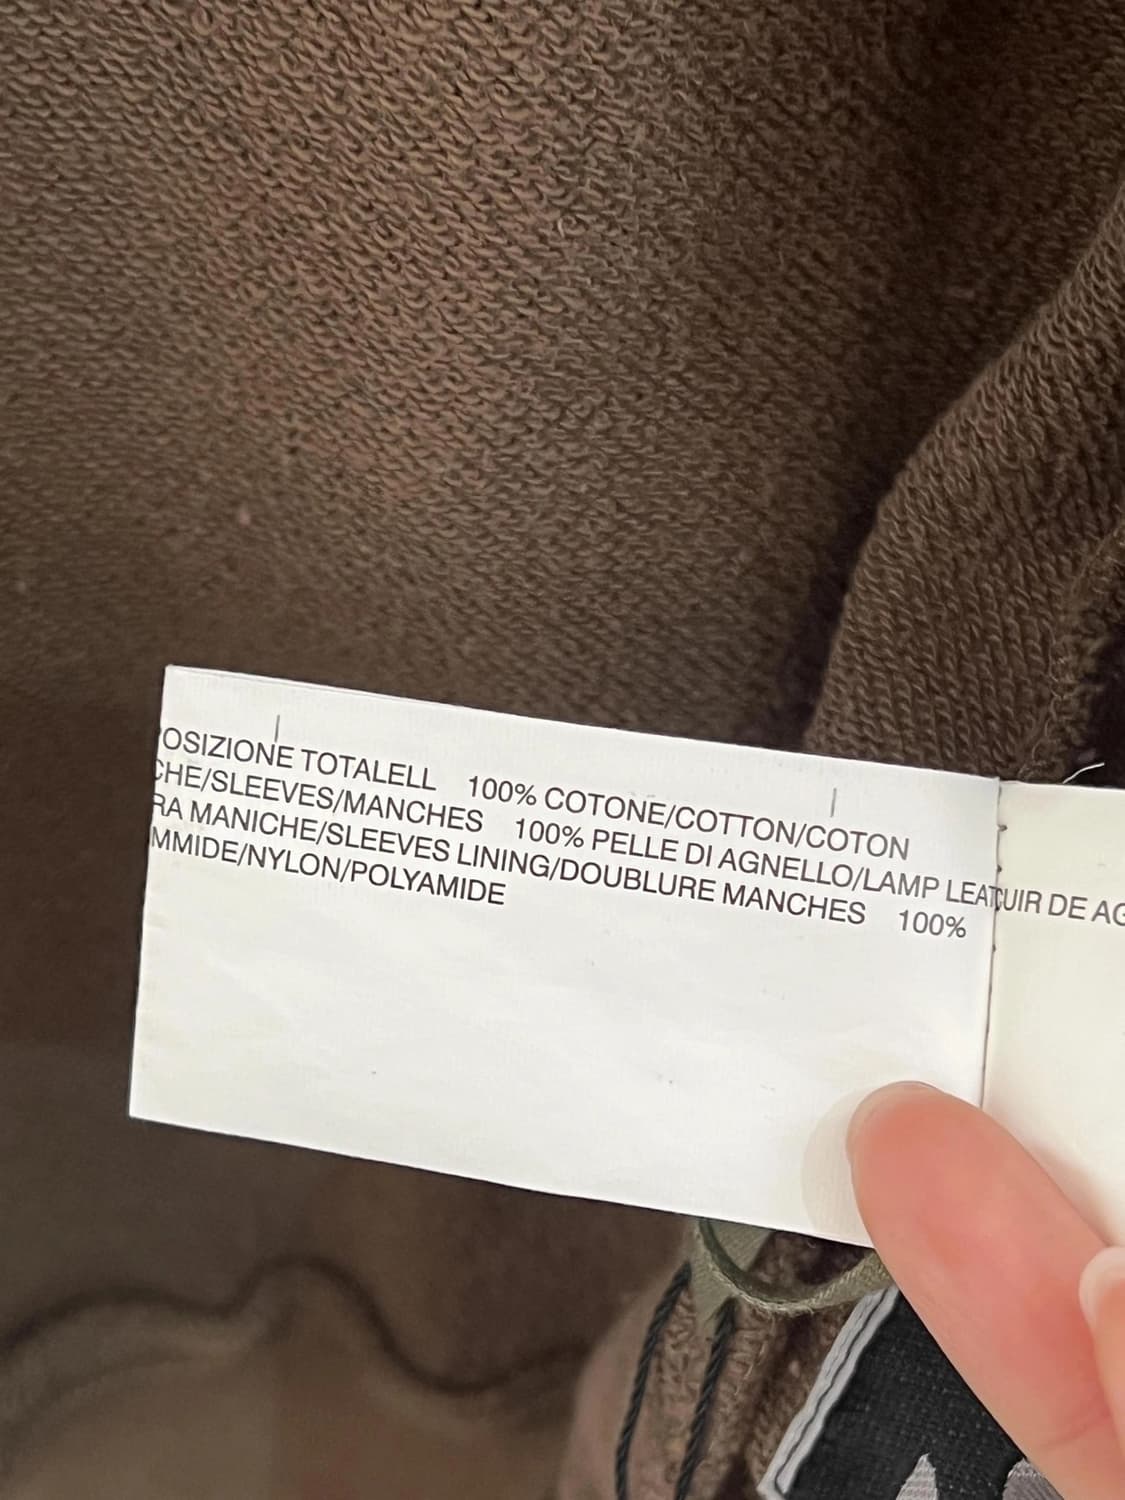 OSIZIONE TOTALELL 100% COTONE/COTTON/COTON
CHE/SLEEVES/MANCHES 100% PELLE DI AGNELLO/LAMP LEATCUIR DE AG
RA MANICHE/SLEEVES LINING/DOUBLURE MANCHES 100%
MMIDE/NYLON/POLYAMIDE